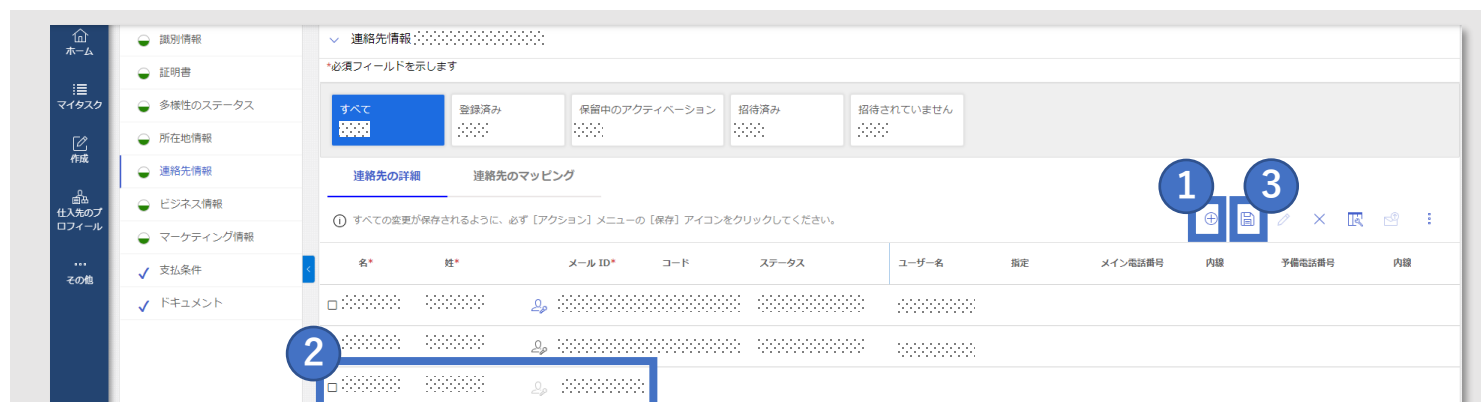 ホーム
マイタスク
作成
仕入先のプ
ロフィール
その他
識別情報
証明書
多様性のステータス
所在地情報
連絡先情報
ビジネス情報
マーケティング情報
支払条件
ドキュメント
連絡先情報
*必須フィールドを示します
すべて 登録済み 保留中のアクティベーション 招待済み 招待されていません
連絡先の詳細 連絡先のマッピング
1 3
すべての変更が保存されるように、必ず [アクション] メニューの [保存] アイコンをクリックしてください。
名* 姓* メール ID* コード ステータス ユーザー名 指定 メイン電話番号 内線 予備電話番号 内線
2